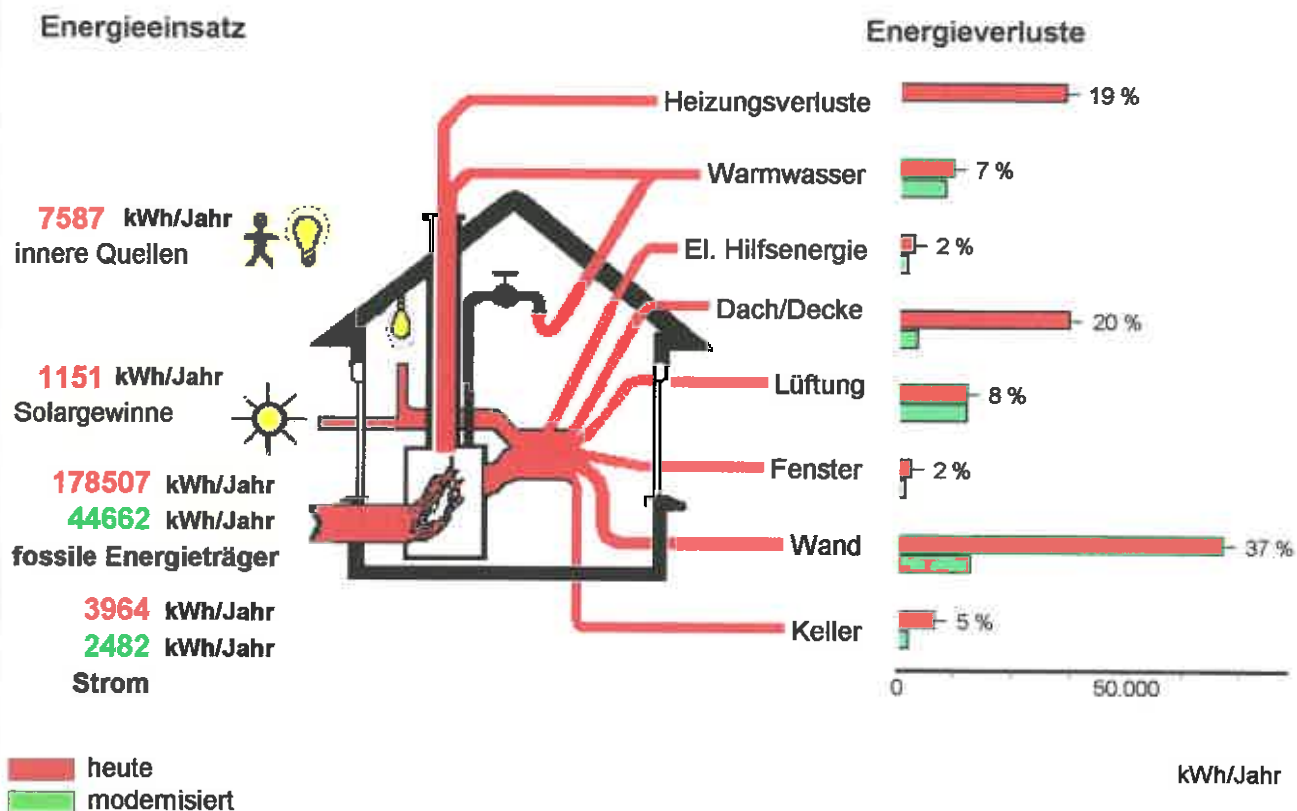 Energieeinsatz
7587 kWh/Jahr
innere Quellen
1151 kWh/Jahr
Solargewinne
178507 kWh/Jahr
44662 kWh/Jahr
fossile Energieträger
3964 kWh/Jahr
2482 kWh/Jahr
Strom
heute
modernisiert
Energieverluste
Heizungsverluste 19 %
Warmwasser 7 %
El. Hilfsenergie 2 %
Dach/Decke 20 %
Lüftung 8 %
Fenster 2 %
Wand 37 %
Keller 5 %
0 50.000
kWh/Jahr